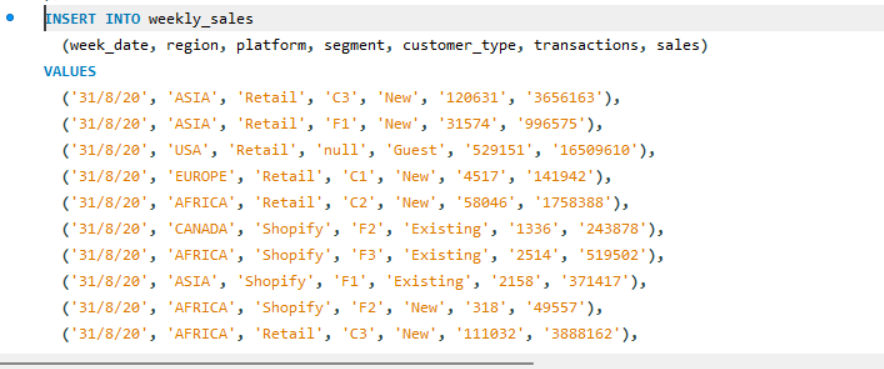 INSERT INTO weekly_sales
(week_date, region, platform, segment, customer_type, transactions, sales)
VALUES
('31/8/20', 'ASIA', 'Retail', 'C3', 'New', '120631', '3656163'),
('31/8/20', 'ASIA', 'Retail', 'F1', 'New', '31574', '996575'),
('31/8/20', 'USA', 'Retail', 'null', 'Guest', '529151', '16509610'),
('31/8/20', 'EUROPE', 'Retail', 'C1', 'New', '4517', '141942'),
('31/8/20', 'AFRICA', 'Retail', 'C2', 'New', '58046', '1758388'),
('31/8/20', 'CANADA', 'Shopify', 'F2', 'Existing', '1336', '243878'),
('31/8/20', 'AFRICA', 'Shopify', 'F3', 'Existing', '2514', '519502'),
('31/8/20', 'ASIA', 'Shopify', 'F1', 'Existing', '2158', '371417'),
('31/8/20', 'AFRICA', 'Shopify', 'F2', 'New', '318', '49557'),
('31/8/20', 'AFRICA', 'Retail', 'C3', 'New', '111032', '3888162'),